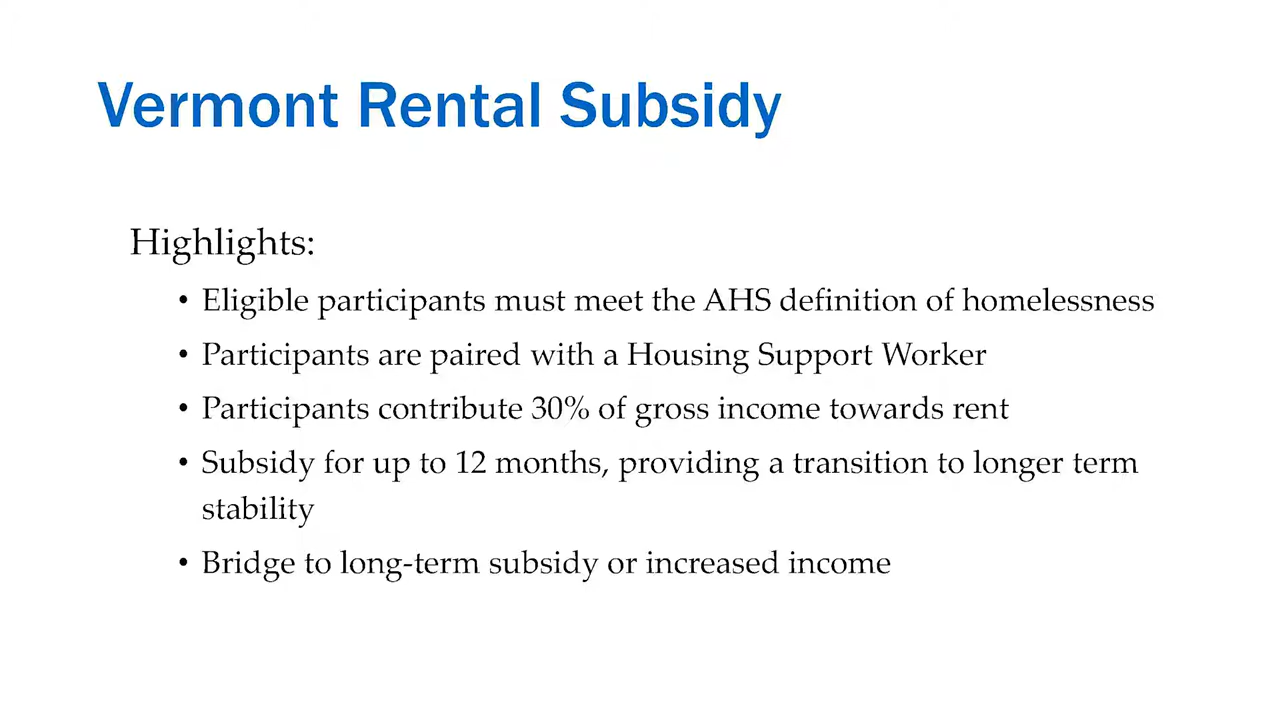 Vermont Rental Subsidy
Highlights:
• Eligible participants must meet the AHS definition of homelessness
• Participants are paired with a Housing Support Worker
• Participants contribute 30% of gross income towards rent
• Subsidy for up to 12 months, providing a transition to longer term
stability
• Bridge to long-term subsidy or increased income